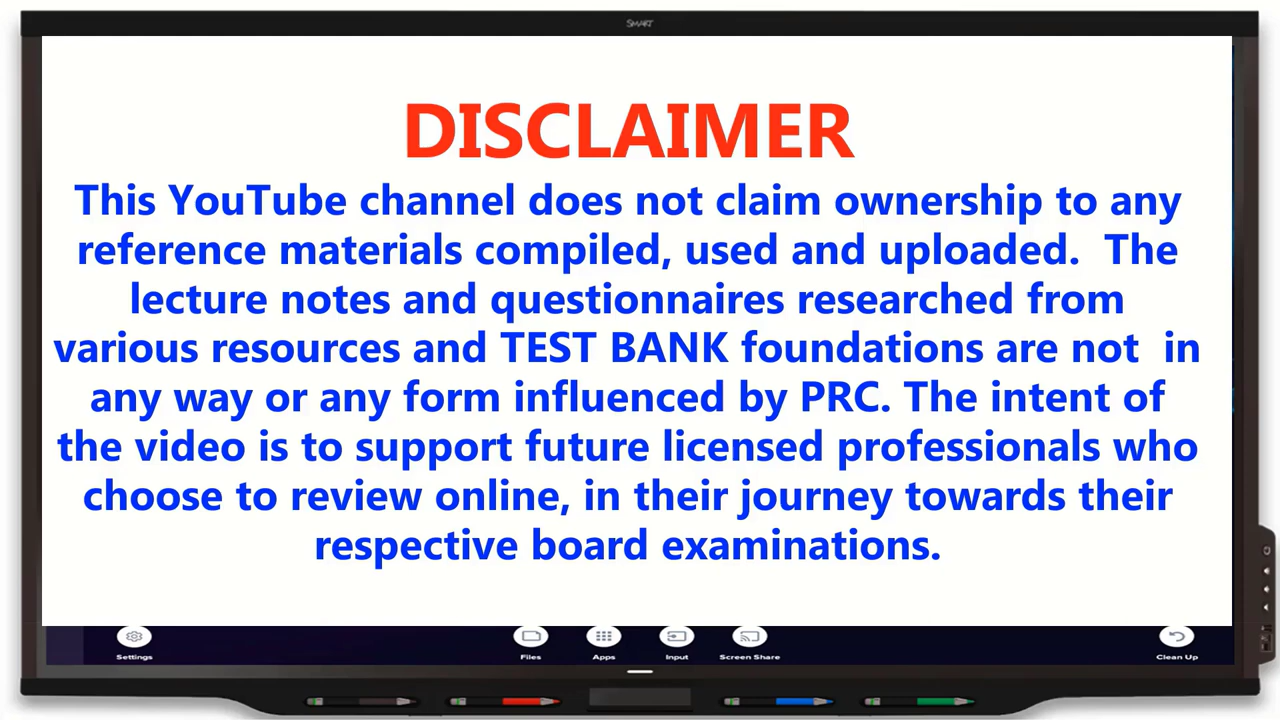 SMART
DISCLAIMER
This YouTube channel does not claim ownership to any
reference materials compiled, used and uploaded.  The
lecture notes and questionnaires researched from
various resources and TEST BANK foundations are not  in
any way or any form influenced by PRC. The intent of
the video is to support future licensed professionals who
choose to review online, in their journey towards their
respective board examinations.
Settings
Files
Apps
Input
Screen Share
Clean Up